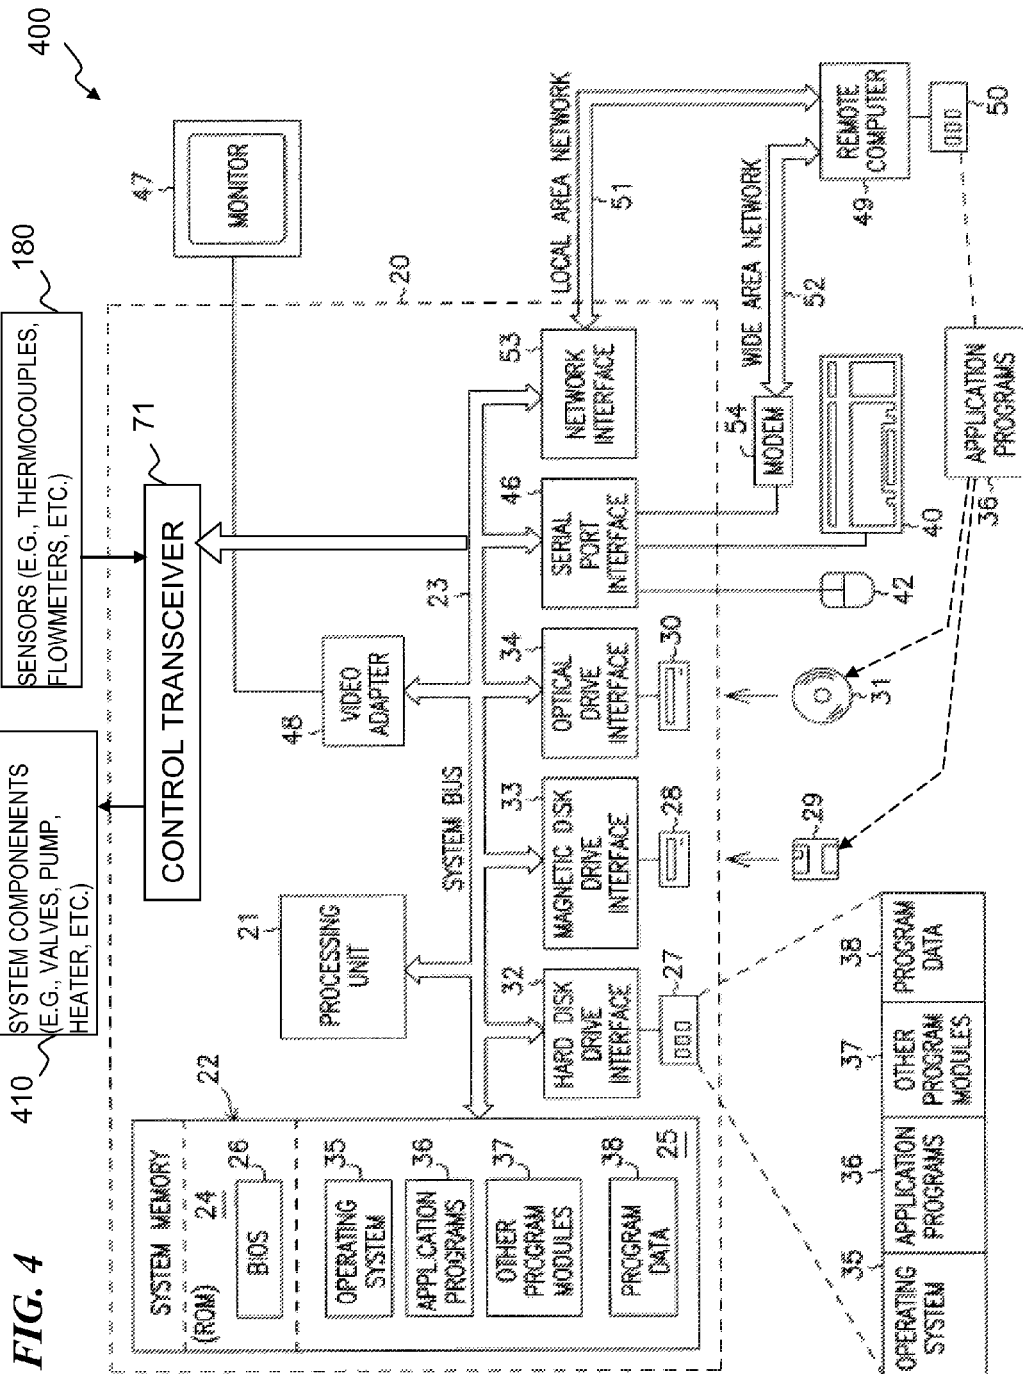 FIG. 4
400
410
SYSTEM COMPONENENTS
(E.G., VALVES, PUMP,
HEATER, ETC.)
SENSORS (E.G., THERMOCOUPLES,
FLOWMETERS, ETC.)
180
CONTROL TRANSCEIVER
71
47
MONITOR
20
22
SYSTEM MEMORY
(ROM)
24
26
BIOS
35
OPERATING
SYSTEM
36
APPLICATION
PROGRAMS
37
OTHER
PROGRAM
MODULES
38
PROGRAM
DATA
25
21
PROCESSING
UNIT
48
VIDEO
ADAPTER
SYSTEM BUS
23
32
HARD DISK
DRIVE
INTERFACE
33
MAGNETIC DISK
DRIVE
INTERFACE
34
OPTICAL
DRIVE
INTERFACE
46
SERIAL
PORT
INTERFACE
53
NETWORK
INTERFACE
27
28
30
LOCAL AREA NETWORK
51
WIDE AREA NETWORK
52
54
MODEM
REMOTE
COMPUTER
49
50
29
31
42
40
APPLICATION
PROGRAMS
36
35
OPERATING
SYSTEM
36
APPLICATION
PROGRAMS
37
OTHER
PROGRAM
MODULES
38
PROGRAM
DATA